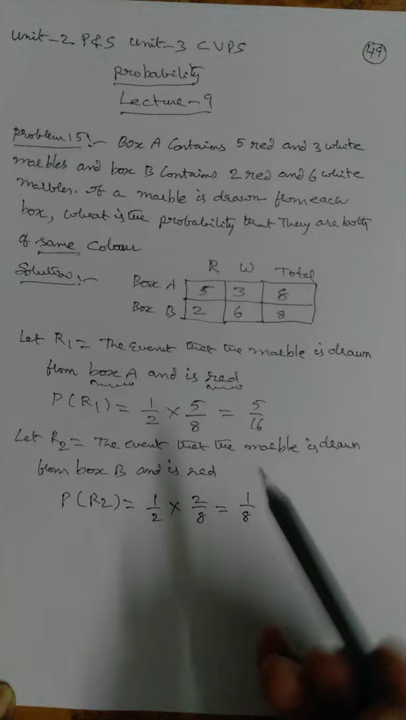 Unit-2 P&S Unit-3 CVPS
49
Probability
Lecture-9
Problem 15:- Box A Contains 5 red and 3 white
marbles and box B Contains 2 red and 6 white
marbles. If a marble is drawn from each
box, what is the probability that They are both
of same Colour
Solution:-
R W Total
Box A 5 3 8
Box B 2 6 8
Let R1 = The event that the marble is drawn
from box A and is red
P(R1) = 1/2 × 5/8 = 5/16
Let R2 = The event that the marble is drawn
from box B and is red
P(R2) = 1/2 × 2/8 = 1/8